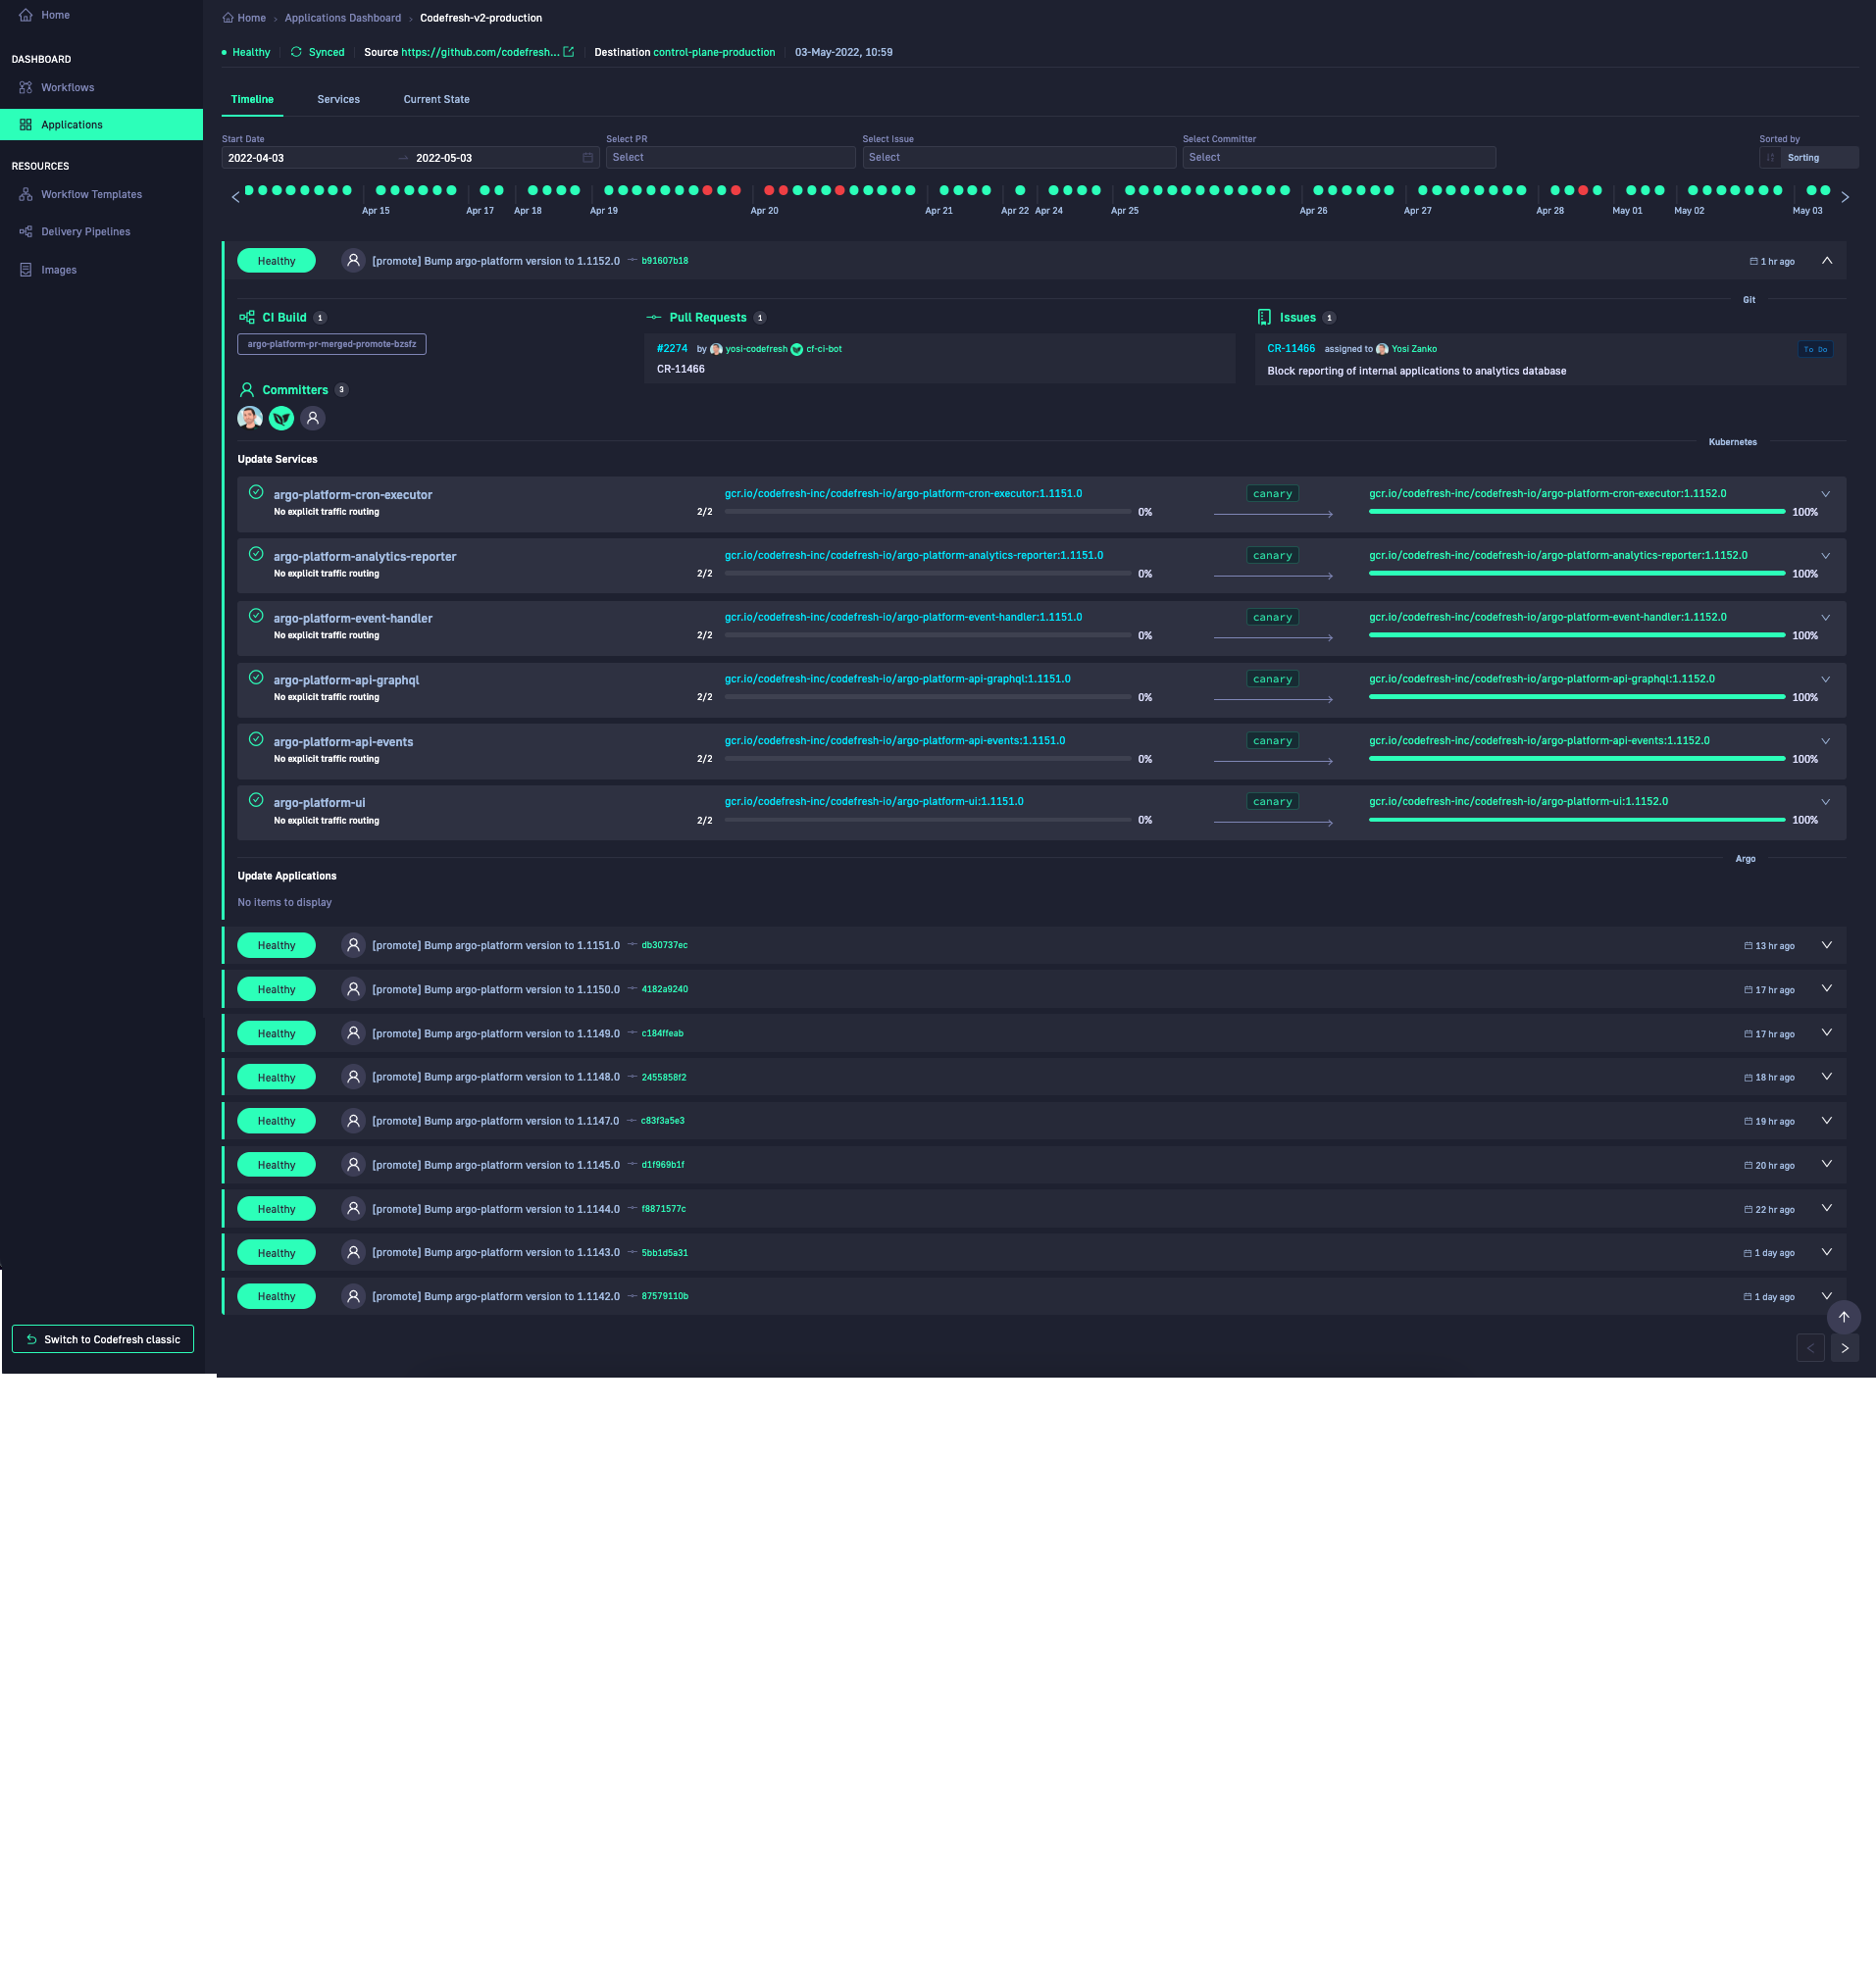 Home
DASHBOARD
Workflows
Applications
RESOURCES
Workflow Templates
Delivery Pipelines
Images
Switch to Codefresh classic
Home > Applications Dashboard > Codefresh-v2-production
Healthy Synced Source https://github.com/codefresh... Destination control-plane-production 03-May-2022, 10:59
Timeline Services Current State
Start Date Select PR Select Issue Select Committer Sorted by
2022-04-03 2022-05-03 Select Select Select Sorting
Apr 15 Apr 17 Apr 18 Apr 19 Apr 20 Apr 21 Apr 22 Apr 24 Apr 25 Apr 26 Apr 27 Apr 28 May 01 May 02 May 03
Healthy [promote] Bump argo-platform version to 1.1152.0 b91607b18 1 hr ago
Git
CI Build 1 Pull Requests 1 Issues 1
argo-platform-pr-merged-promote-bzsfz #2274 by yosi-codefresh cf-ci-bot CR-11466 assigned to Yosi Zanko To Do
CR-11466 Block reporting of internal applications to analytics database
Committers 3
Kubernetes
Update Services
argo-platform-cron-executor gcr.io/codefresh-inc/codefresh-io/argo-platform-cron-executor:1.1151.0 canary gcr.io/codefresh-inc/codefresh-io/argo-platform-cron-executor:1.1152.0
No explicit traffic routing 2/2 0% 100%
argo-platform-analytics-reporter gcr.io/codefresh-inc/codefresh-io/argo-platform-analytics-reporter:1.1151.0 canary gcr.io/codefresh-inc/codefresh-io/argo-platform-analytics-reporter:1.1152.0
No explicit traffic routing 2/2 0% 100%
argo-platform-event-handler gcr.io/codefresh-inc/codefresh-io/argo-platform-event-handler:1.1151.0 canary gcr.io/codefresh-inc/codefresh-io/argo-platform-event-handler:1.1152.0
No explicit traffic routing 2/2 0% 100%
argo-platform-api-graphql gcr.io/codefresh-inc/codefresh-io/argo-platform-api-graphql:1.1151.0 canary gcr.io/codefresh-inc/codefresh-io/argo-platform-api-graphql:1.1152.0
No explicit traffic routing 2/2 0% 100%
argo-platform-api-events gcr.io/codefresh-inc/codefresh-io/argo-platform-api-events:1.1151.0 canary gcr.io/codefresh-inc/codefresh-io/argo-platform-api-events:1.1152.0
No explicit traffic routing 2/2 0% 100%
argo-platform-ui gcr.io/codefresh-inc/codefresh-io/argo-platform-ui:1.1151.0 canary gcr.io/codefresh-inc/codefresh-io/argo-platform-ui:1.1152.0
No explicit traffic routing 2/2 0% 100%
Argo
Update Applications
No items to display
Healthy [promote] Bump argo-platform version to 1.1151.0 db30737ec 13 hr ago
Healthy [promote] Bump argo-platform version to 1.1150.0 4182a9240 17 hr ago
Healthy [promote] Bump argo-platform version to 1.1149.0 c184ffeab 17 hr ago
Healthy [promote] Bump argo-platform version to 1.1148.0 2455858f2 18 hr ago
Healthy [promote] Bump argo-platform version to 1.1147.0 c83f3a5e3 19 hr ago
Healthy [promote] Bump argo-platform version to 1.1145.0 d1f969b1f 20 hr ago
Healthy [promote] Bump argo-platform version to 1.1144.0 f8871577c 22 hr ago
Healthy [promote] Bump argo-platform version to 1.1143.0 5bb1d5a31 1 day ago
Healthy [promote] Bump argo-platform version to 1.1142.0 87579110b 1 day ago